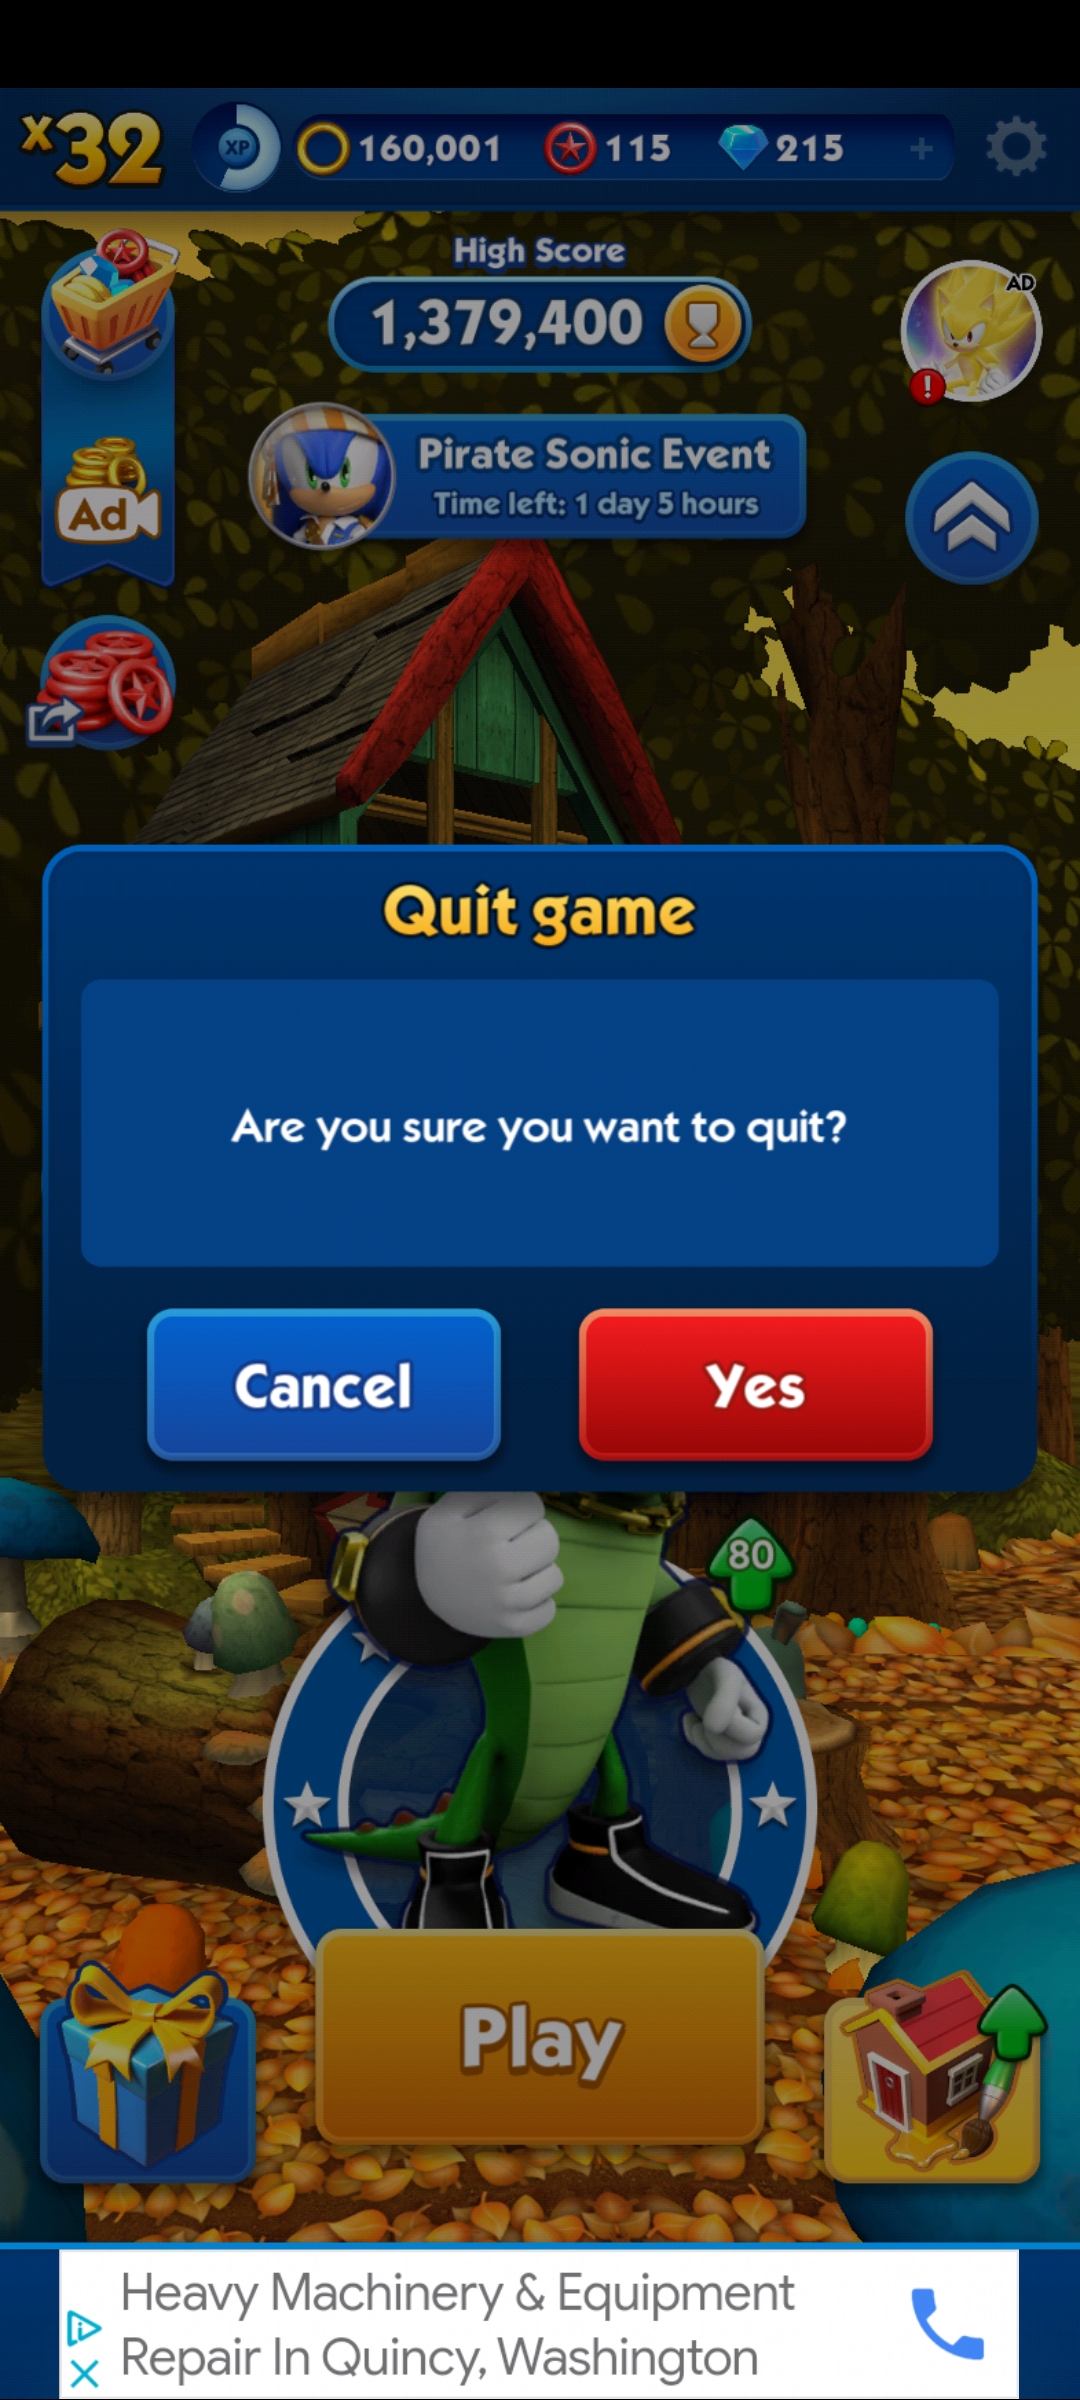 x32
XP
160,001
115
215
+
High Score
1,379,400
AD
!
Pirate Sonic Event
Time left: 1 day 5 hours
Ad
Quit game
Are you sure you want to quit?
Cancel
Yes
80
Play
Heavy Machinery & Equipment
Repair In Quincy, Washington